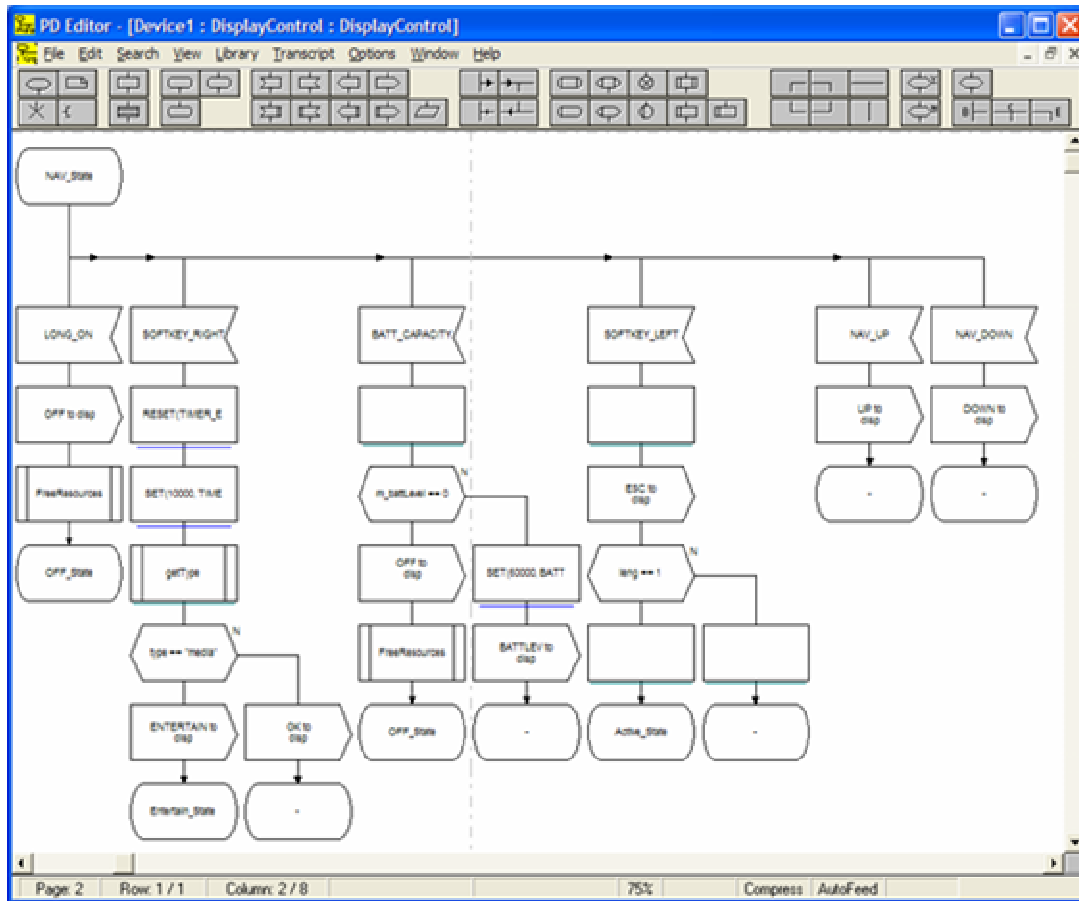 PD Editor - [Device1 : DisplayControl : DisplayControl]
File Edit Search View Library Transcript Options Window Help
NAV_State
LONG_ON
SOFTKEY_RIGHT
BATT_CAPACITY
SOFTKEY_LEFT
NAV_UP
NAV_DOWN
OFF to disp
RESET(TIMER_E
UP to
disp
DOWN to
disp
FreeResources
SET(10000, TIME
m_battLevel == 0
N
ESC to
disp
-
-
OFF_State
getType
OFF to
disp
SET(60000, BATT
leng == 1
N
type == "media"
N
FreeResources
BATTLEV to
disp
ENTERTAIN to
disp
OK to
disp
OFF_State
-
Active_State
-
Entertain_State
-
Page: 2 Row: 1 / 1 Column: 2 / 8 75% Compress AutoFeed